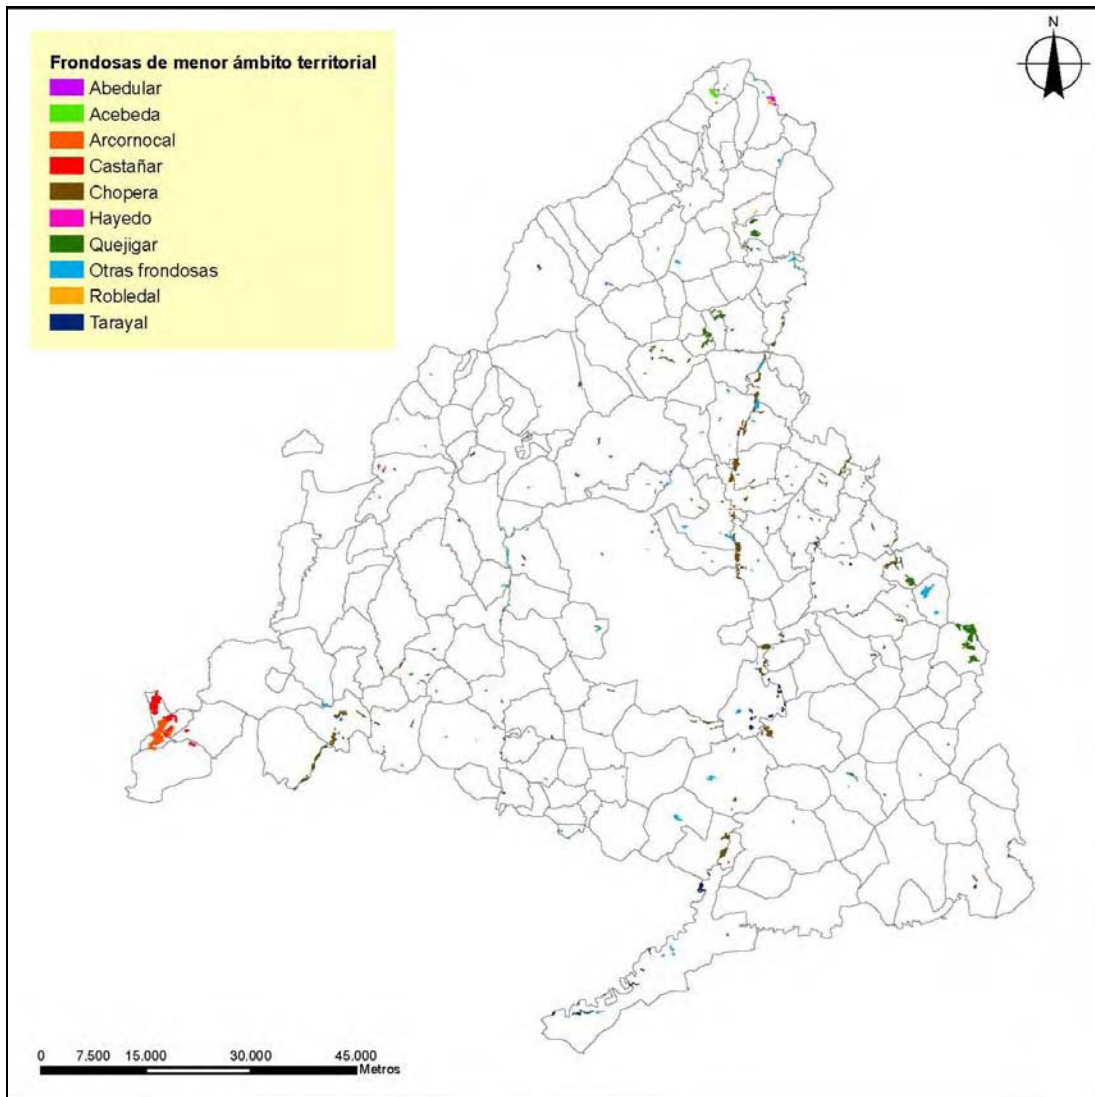 N
Frondosas de menor ámbito territorial
Abedular
Acebeda
Arcornocal
Castañar
Chopera
Hayedo
Quejigar
Otras frondosas
Robledal
Tarayal
0 7.500 15.000 30.000 45.000
Metros